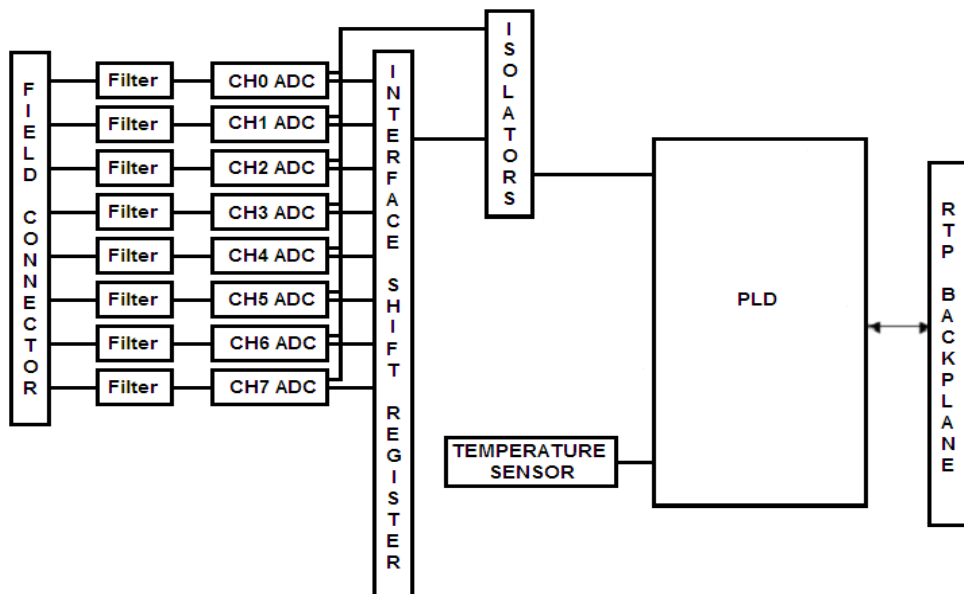 FIELD CONNECTOR
Filter
CH0 ADC
Filter
CH1 ADC
Filter
CH2 ADC
Filter
CH3 ADC
Filter
CH4 ADC
Filter
CH5 ADC
Filter
CH6 ADC
Filter
CH7 ADC
INTERFACE SHIFT REGISTER
ISOLATORS
TEMPERATURE
SENSOR
PLD
RTP BACKPLANE